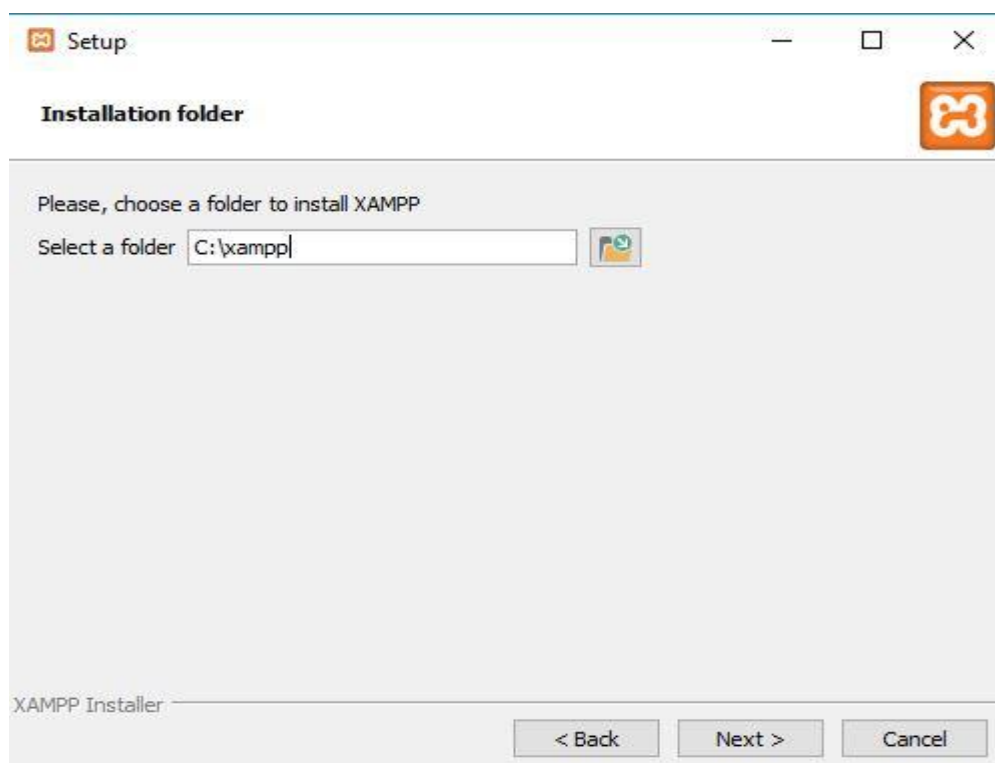 Setup
Installation folder
Please, choose a folder to install XAMPP
Select a folder C:\xampp
XAMPP Installer
< Back Next > Cancel